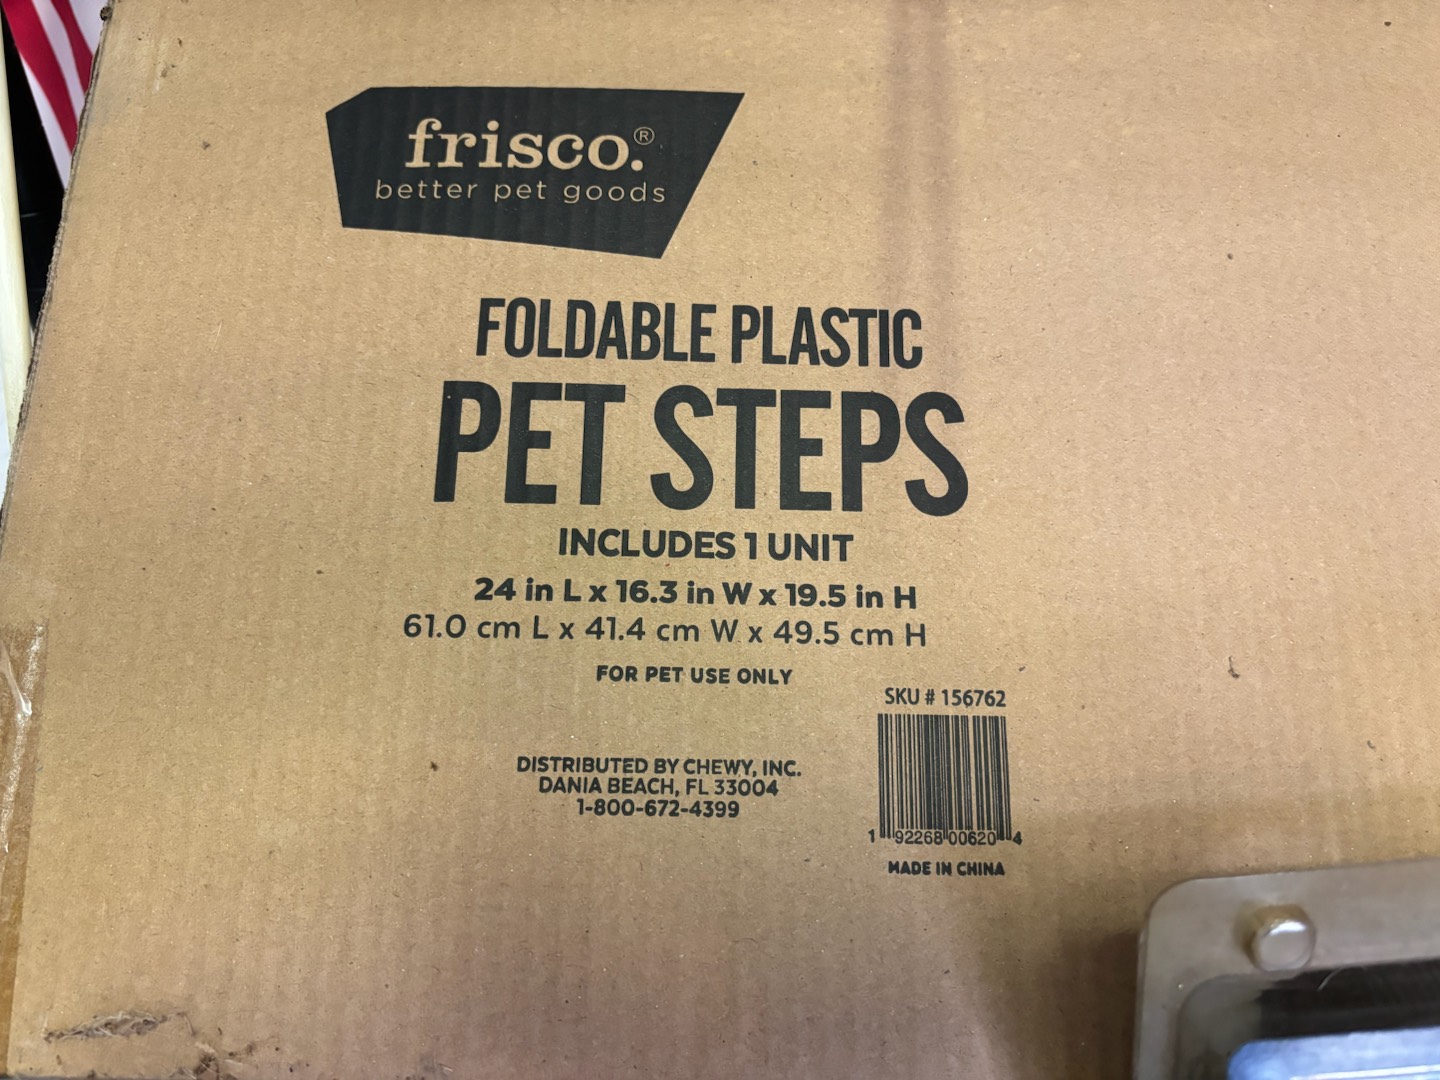 frisco.®
better pet goods
FOLDABLE PLASTIC
PET STEPS
INCLUDES 1 UNIT
24 in L x 16.3 in W x 19.5 in H
61.0 cm L x 41.4 cm W x 49.5 cm H
FOR PET USE ONLY
SKU # 156762
DISTRIBUTED BY CHEWY, INC.
DANIA BEACH, FL 33004
1-800-672-4399
1 92268 00620 4
MADE IN CHINA